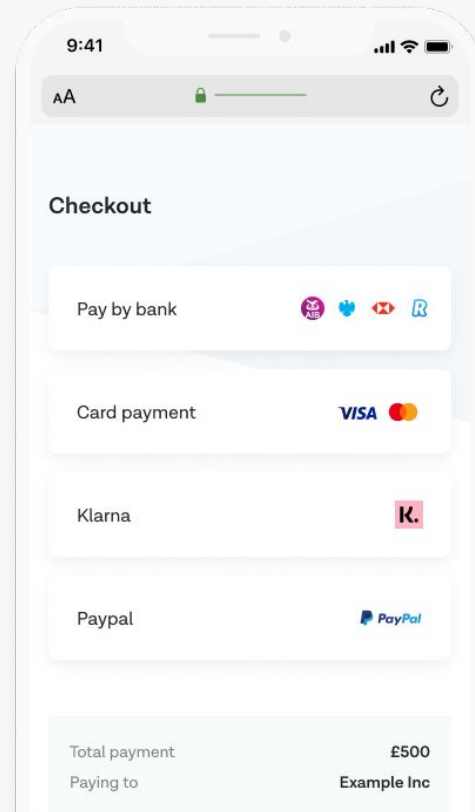 9:41
AA
Checkout
Pay by bank AIB R
Card payment VISA
Klarna K.
Paypal PayPal
Total payment £500
Paying to Example Inc